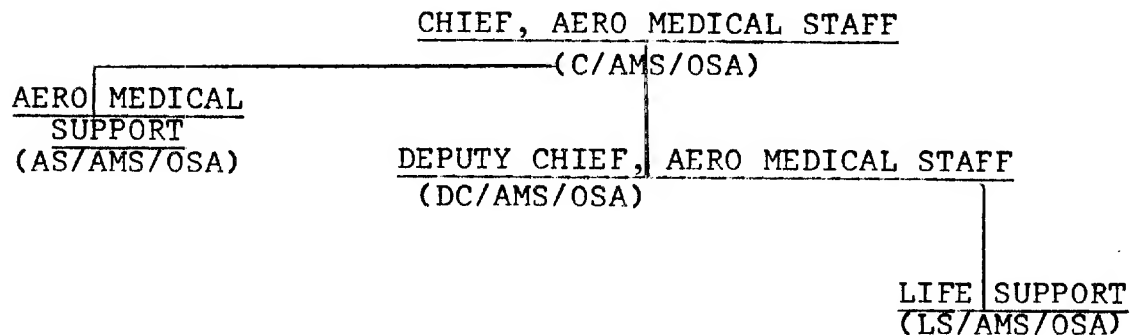 CHIEF, AERO MEDICAL STAFF
(C/AMS/OSA)
AERO MEDICAL
SUPPORT
(AS/AMS/OSA)
DEPUTY CHIEF, AERO MEDICAL STAFF
(DC/AMS/OSA)
LIFE SUPPORT
(LS/AMS/OSA)